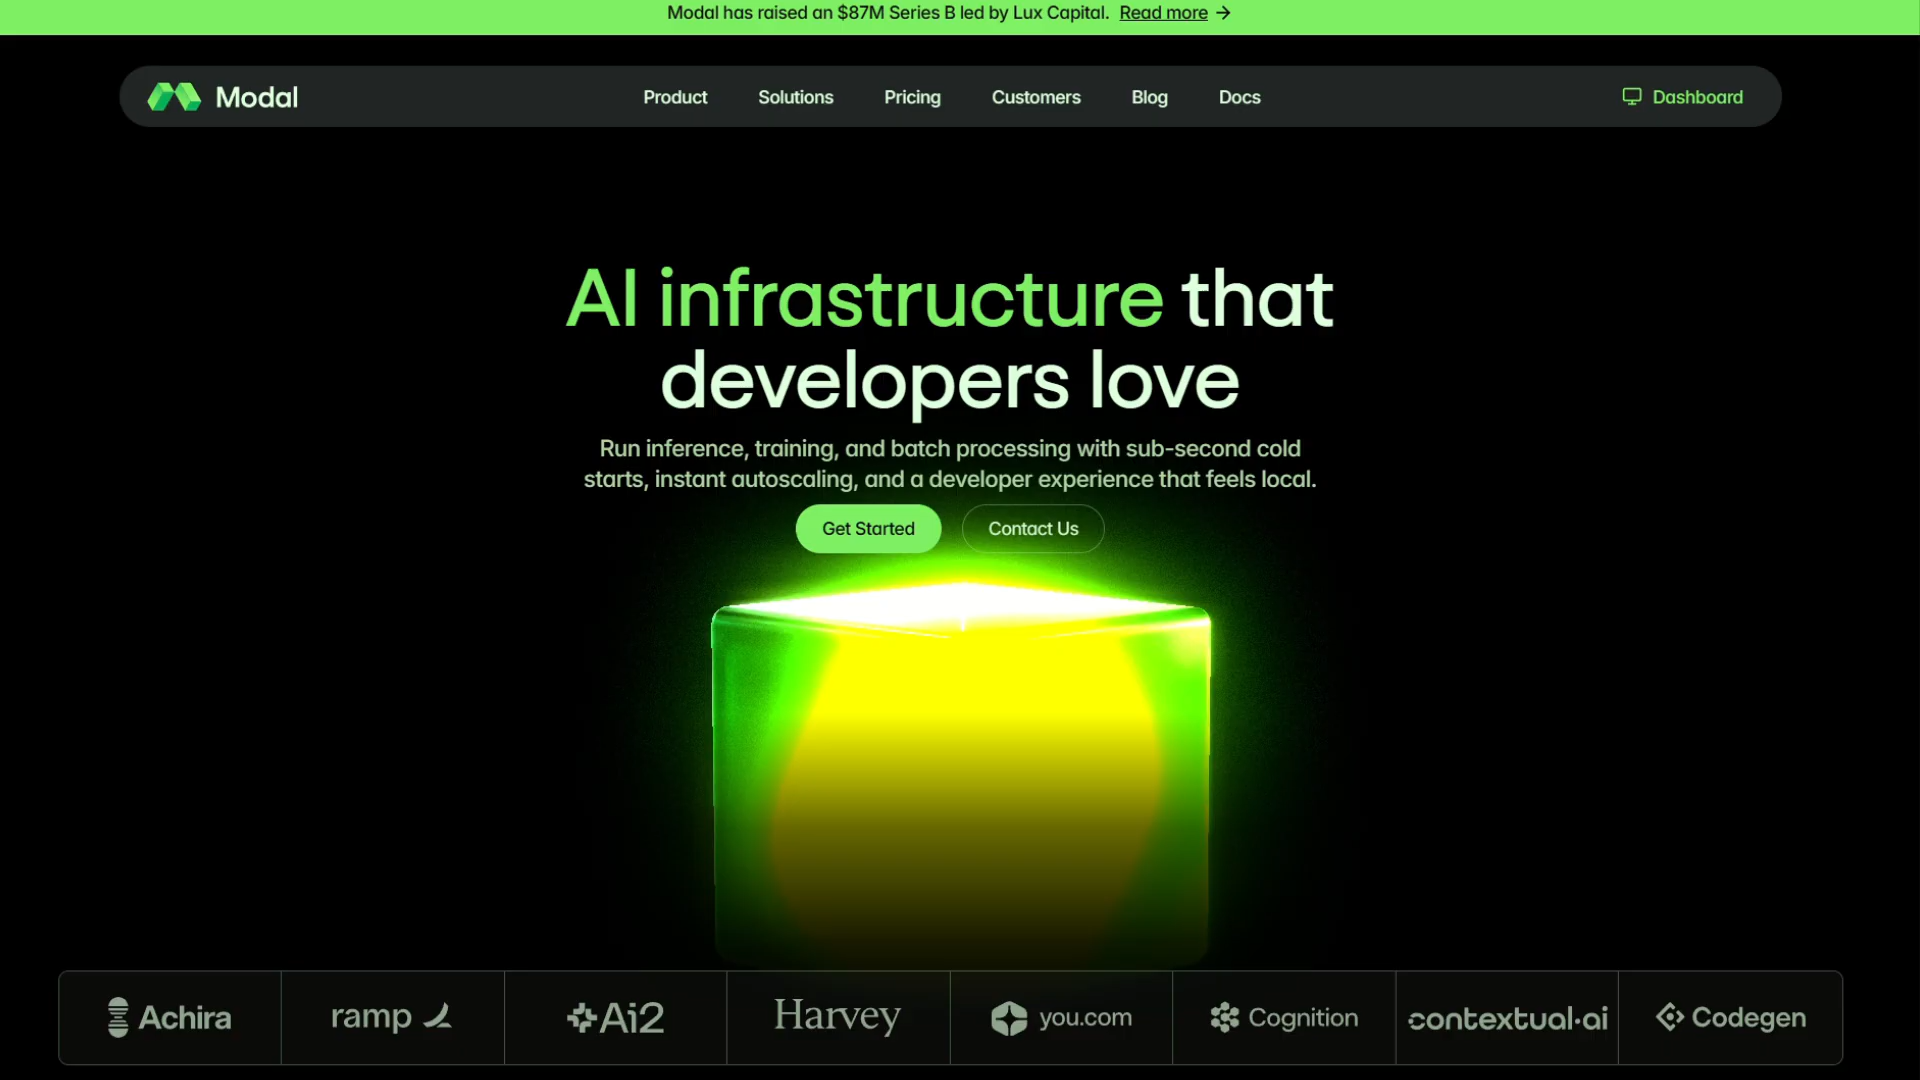 Modal has raised an $87M Series B led by Lux Capital. Read more →
Modal
Product
Solutions
Pricing
Customers
Blog
Docs
Dashboard
AI infrastructure that
developers love
Run inference, training, and batch processing with sub-second cold
starts, instant autoscaling, and a developer experience that feels local.
Get Started
Contact Us
Achira
ramp
Ai2
Harvey
you.com
Cognition
contextual·ai
Codegen